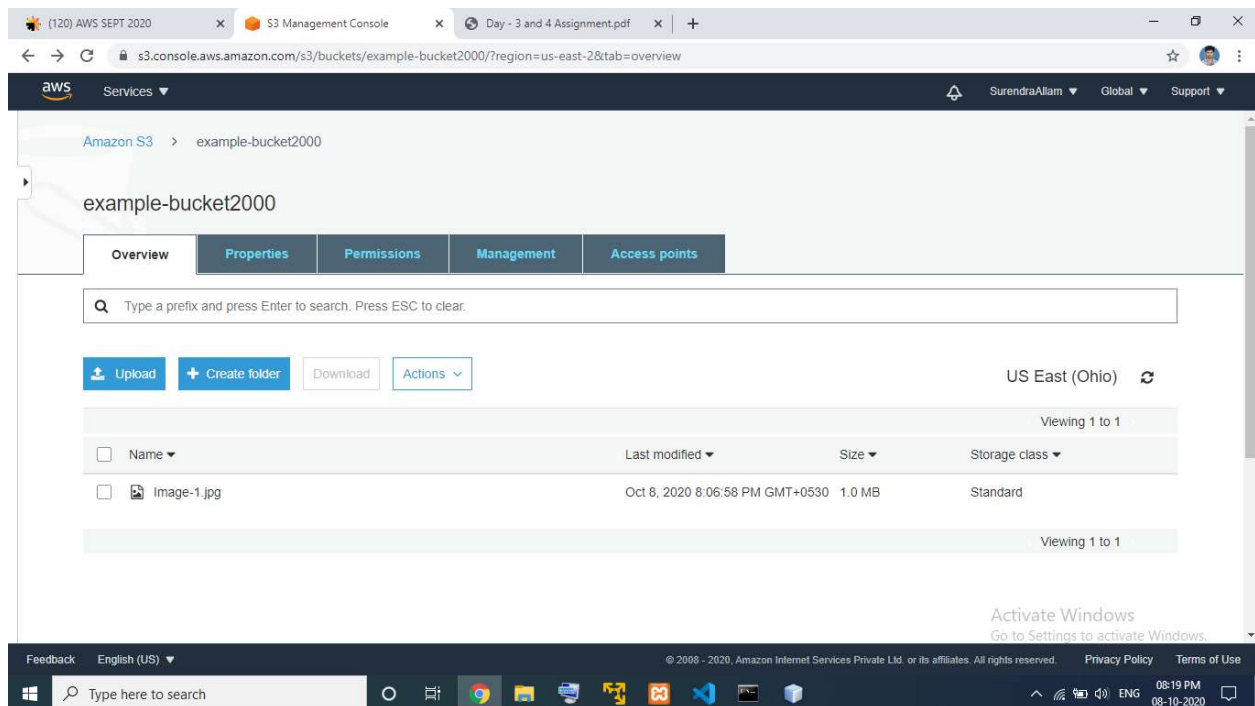 (120) AWS SEPT 2020
S3 Management Console
Day - 3 and 4 Assignment.pdf
s3.console.aws.amazon.com/s3/buckets/example-bucket2000/?region=us-east-2&tab=overview
aws Services SurendraAllam Global Support
Amazon S3 > example-bucket2000
example-bucket2000
Overview Properties Permissions Management Access points
Type a prefix and press Enter to search. Press ESC to clear.
Upload + Create folder Download Actions US East (Ohio)
Viewing 1 to 1
Name Last modified Size Storage class
Image-1.jpg Oct 8, 2020 8:06:58 PM GMT+0530 1.0 MB Standard
Viewing 1 to 1
Activate Windows
Go to Settings to activate Windows.
Feedback English (US) © 2008 - 2020, Amazon Internet Services Private Ltd. or its affiliates. All rights reserved. Privacy Policy Terms of Use
Type here to search ENG 08:19 PM
08-10-2020